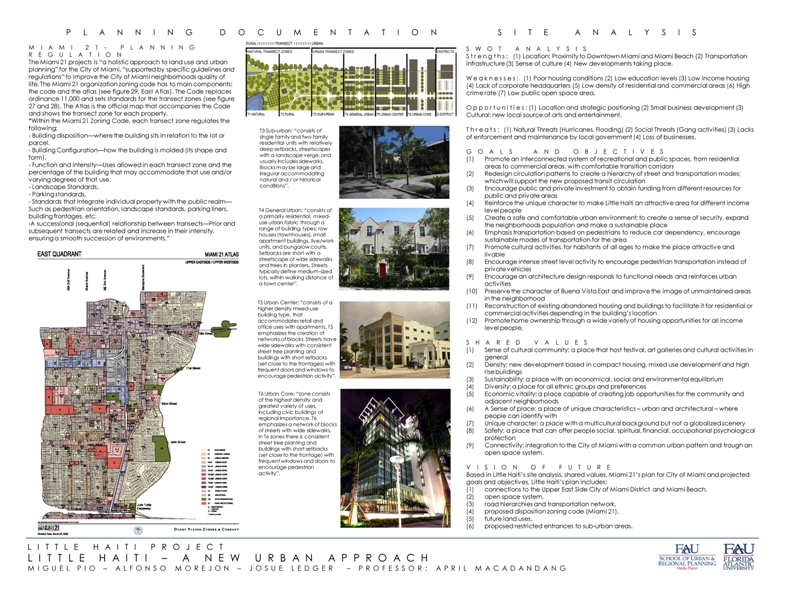 PLANNING DOCUMENTATION
SITE ANALYSIS
MIAMI 21- PLANNING
REGULATION
The Miami 21 projects is "a holistic approach to land use and urban
planning" for the City of Miami, "supported by specific guidelines and
regulations" to improve the City of Miami neighborhoods quality of
life. The Miami 21 organization zoning code has to main components:
the code and the atlas (see figure 29, East Atlas). The Code replaces
ordinance 11,000 and sets standards for the transect zones (see figure
27 and 28). The Atlas is the official map that accompanies the Code
and shows the transect zone for each property.
"Within the Miami 21 Zoning Code, each transect zone regulates the
following:
- Building disposition—where the building sits in relation to the lot or
parcel.
- Building Configuration—how the building is molded (its shape and
form).
- Function and intensity—Uses allowed in each transect zone and the
percentage of the building that may accommodate that use and/or
varying degrees of that use.
- Landscape Standards.
- Parking standards.
- Standards that integrate individual property with the public realm—
Such as pedestrian orientation, landscape standards, parking liners,
building frontages, etc.
-A successful (sequential) relationship between transects—Prior and
subsequent transects are related and increase in their intensity,
ensuring a smooth succession of environments."
EAST QUADRANT
MIAMI 21 ATLAS
UPPER EASTSIDE / UPPER WESTSIDE
DUANY PLATER-ZYBERK & COMPANY
NATURAL TRANSECT ZONES
URBAN TRANSECT ZONES
DISTRICTS
T1 NATURAL
T2 RURAL
T3 SUB-URBAN
T4 GENERAL URBAN
T5 URBAN CENTER
T6 URBAN CORE
D DISTRICT
T3 Sub-urban: "consists of
single family and two family
residential units with relatively
deep setbacks, streetscapes
with a landscape verge, and
usually includes sidewalks.
Blocks may be large and
irregular accommodating
natural and / or historical
conditions".
T4 General Urban: "consists of
a primarily residential, mixed-
use urban fabric through a
range of building types: row
houses (townhouses), small
apartment buildings, live/work
units, and bungalow courts.
Setbacks are short with a
streetscape of wide sidewalks
and trees in planters. Streets
typically define medium-sized
lots, within walking distance of
a town center".
T5 Urban Center: "consists of a
higher density mixed-use
building type, that
accommodates retail and
office uses with apartments. T5
emphasizes the creation of
networks of blocks. Streets have
wide sidewalks with consistent
street tree planting and
buildings with short setbacks
(set close to the frontages) with
frequent doors and windows to
encourage pedestrian activity".
T6 Urban Core: "zone consists
of the highest density and
greatest variety of uses,
including civic buildings of
regional importance. T6
emphasizes a network of blocks
of streets with wide sidewalks.
In T6 zones there is consistent
street tree planting and
buildings with short setbacks
(set close to the frontage) with
frequent windows and doors to
encourage pedestrian
activity".
SWOT ANALYSIS
Strengths: (1) Location: Proximity to Downtown Miami and Miami Beach (2) Transportation
infrastructure (3) Sense of culture (4) New developments taking place.
Weaknesses: (1) Poor housing conditions (2) Low education levels (3) Low income housing
(4) Lack of corporate headquarters (5) Low density of residential and commercial areas (6) High
crime rate (7) Low public open space area.
Opportunities: (1) Location and strategic positioning (2) Small business development (3)
Cultural; new local source of arts and entertainment.
Threats: (1) Natural Threats (Hurricanes, Flooding) (2) Social Threats (Gang activities) (3) Lacks
of enforcement and maintenance by local government (4) Loss of businesses.
GOALS AND OBJECTIVES
(1) Promote an interconnected system of recreational and public spaces, from residential
areas to commercial areas, with comfortable transition corridors
(2) Redesign circulation patterns to create a hierarchy of street and transportation modes;
which will support the new proposed transit circulation
(3) Encourage public and private investment to obtain funding from different resources for
public and private areas
(4) Reinforce the unique character to make Little Haiti an attractive area for different income
level people
(5) Create a safe and comfortable urban environment; to create a sense of security, expand
the neighborhoods population and make a sustainable place
(6) Emphasis transportation based on pedestrians to reduce car dependency, encourage
sustainable modes of transportation for the area
(7) Promote cultural activities, for habitants of all ages to make the place attractive and
livable
(8) Encourage intense street level activity to encourage pedestrian transportation instead of
private vehicles
(9) Encourage an architecture design responds to functional needs and reinforces urban
activities
(10) Preserve the character of Buena Vista East and improve the image of unmaintained areas
in the neighborhood
(11) Reconstruction of existing abandoned housing and buildings to facilitate it for residential or
commercial activities depending in the building's location
(12) Promote home ownership through a wide variety of housing opportunities for all income
level people.
SHARED VALUES
(1) Sense of cultural community: a place that host festival, art galleries and cultural activities in
general
(2) Density: new development based in compact housing, mixed use development and high
rise buildings
(3) Sustainability: a place with an economical, social and environmental equilibrium
(4) Diversity: a place for all ethnic groups and preferences
(5) Economic vitality: a place capable of creating job opportunities for the community and
adjacent neighborhoods
(6) A Sense of place: a place of unique characteristics – urban and architectural – where
people can identify with
(7) Unique character: a place with a multicultural background but not a globalized scenery
(8) Safety: a place that can offer people social, spiritual, financial, occupational psychological
protection
(9) Connectivity: integration to the City of Miami with a common urban pattern and trough an
open space system.
VISION OF FUTURE
Based in Little Haiti's site analysis, shared values, Miami 21's plan for City of Miami and projected
goals and objectives, Little Haiti's plan includes:
(1) connections to the Upper East Side City of Miami District and Miami Beach,
(2) open space system,
(3) road hierarchies and transportation network,
(4) proposed disposition zoning code (Miami 21),
(5) future land uses,
(6) proposed restricted entrances to sub-urban areas.
LITTLE HAITI PROJECT
LITTLE HAITI – A NEW URBAN APPROACH
MIGUEL PIO – ALFONSO MOREJON – JOSUE LEDGER – PROFESSOR: APRIL MACADANDANG
FAU
SCHOOL OF URBAN &
REGIONAL PLANNING
Media Player
FAU
FLORIDA
ATLANTIC
UNIVERSITY